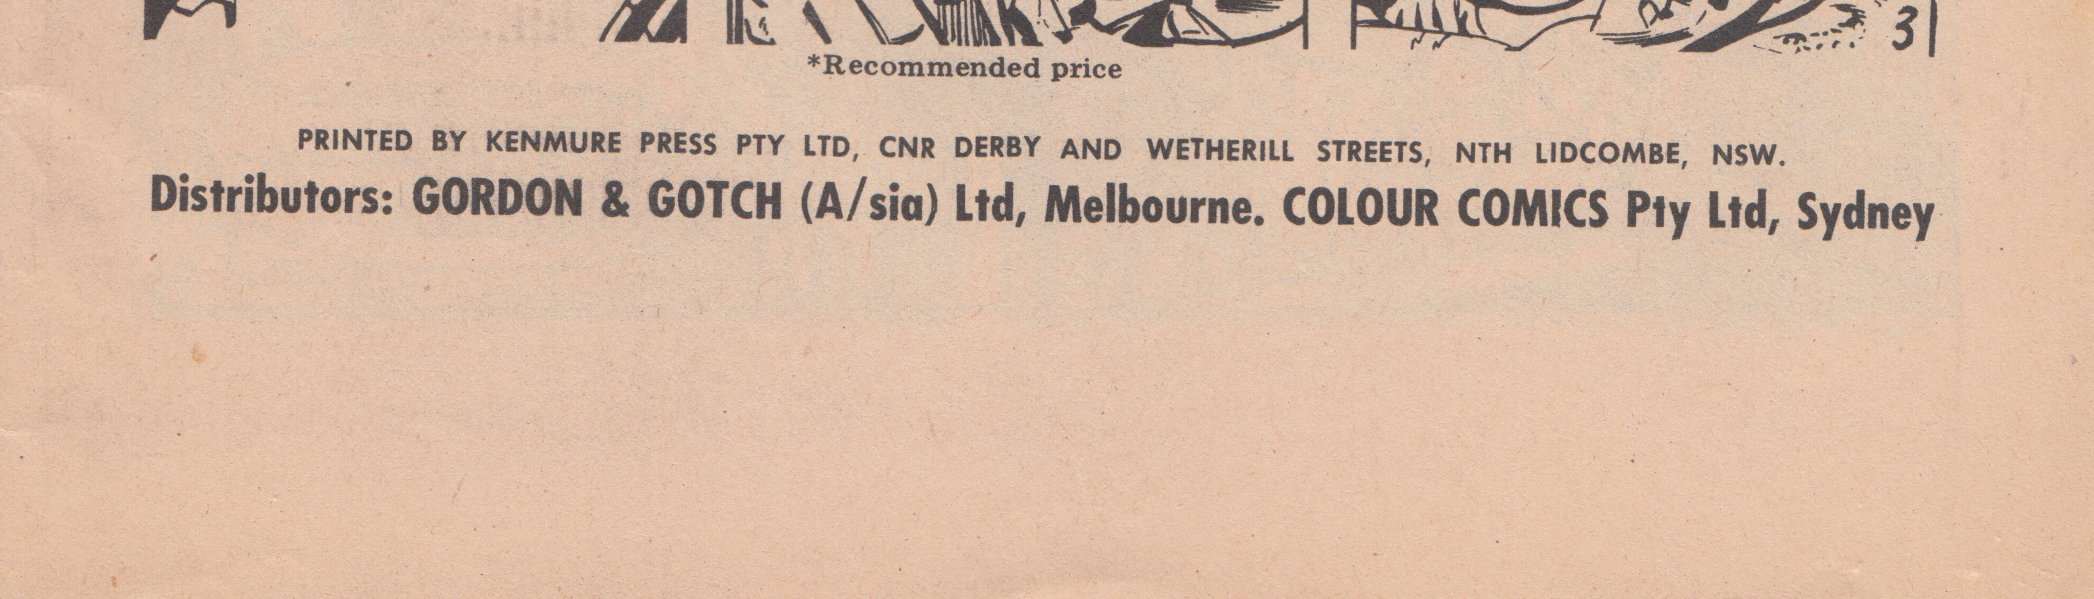 3
*Recommended price
PRINTED BY KENMURE PRESS PTY LTD, CNR DERBY AND WETHERILL STREETS, NTH LIDCOMBE, NSW.
Distributors: GORDON & GOTCH (A/sia) Ltd, Melbourne. COLOUR COMICS Pty Ltd, Sydney